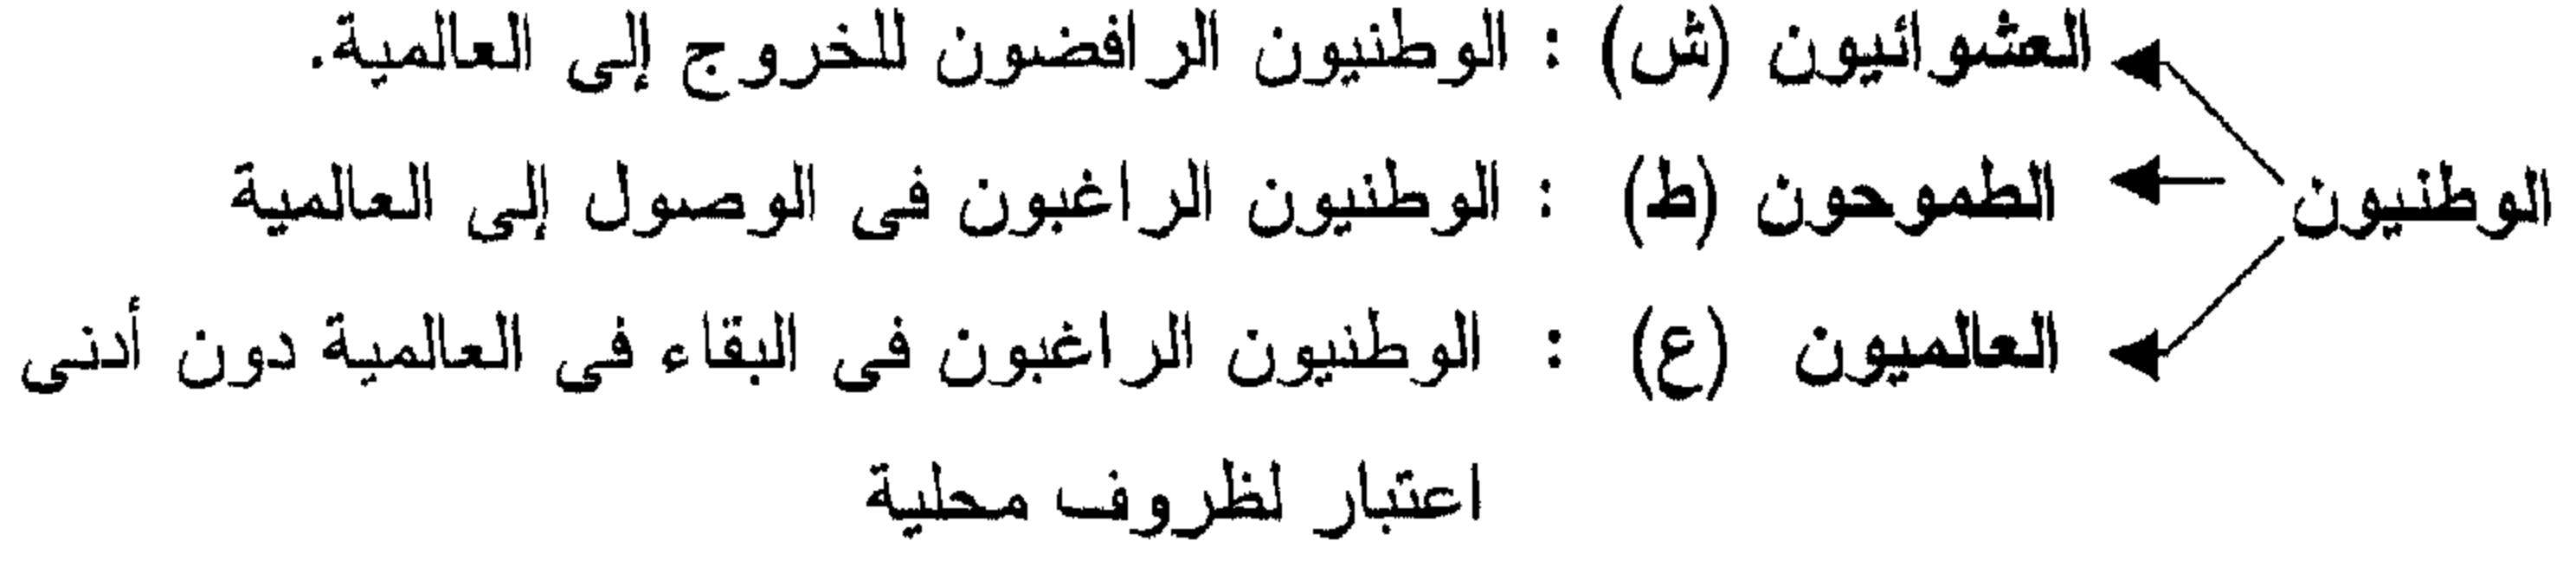 العشوائيون (ش) : الوطنيون الرافضون للخروج إلى العالمية.
الوطنيون الطموحون (ط) : الوطنيون الراغبون فى الوصول إلى العالمية
العالميون (ع) : الوطنيون الراغبون فى البقاء فى العالمية دون أدنى
اعتبار لظروف محلية